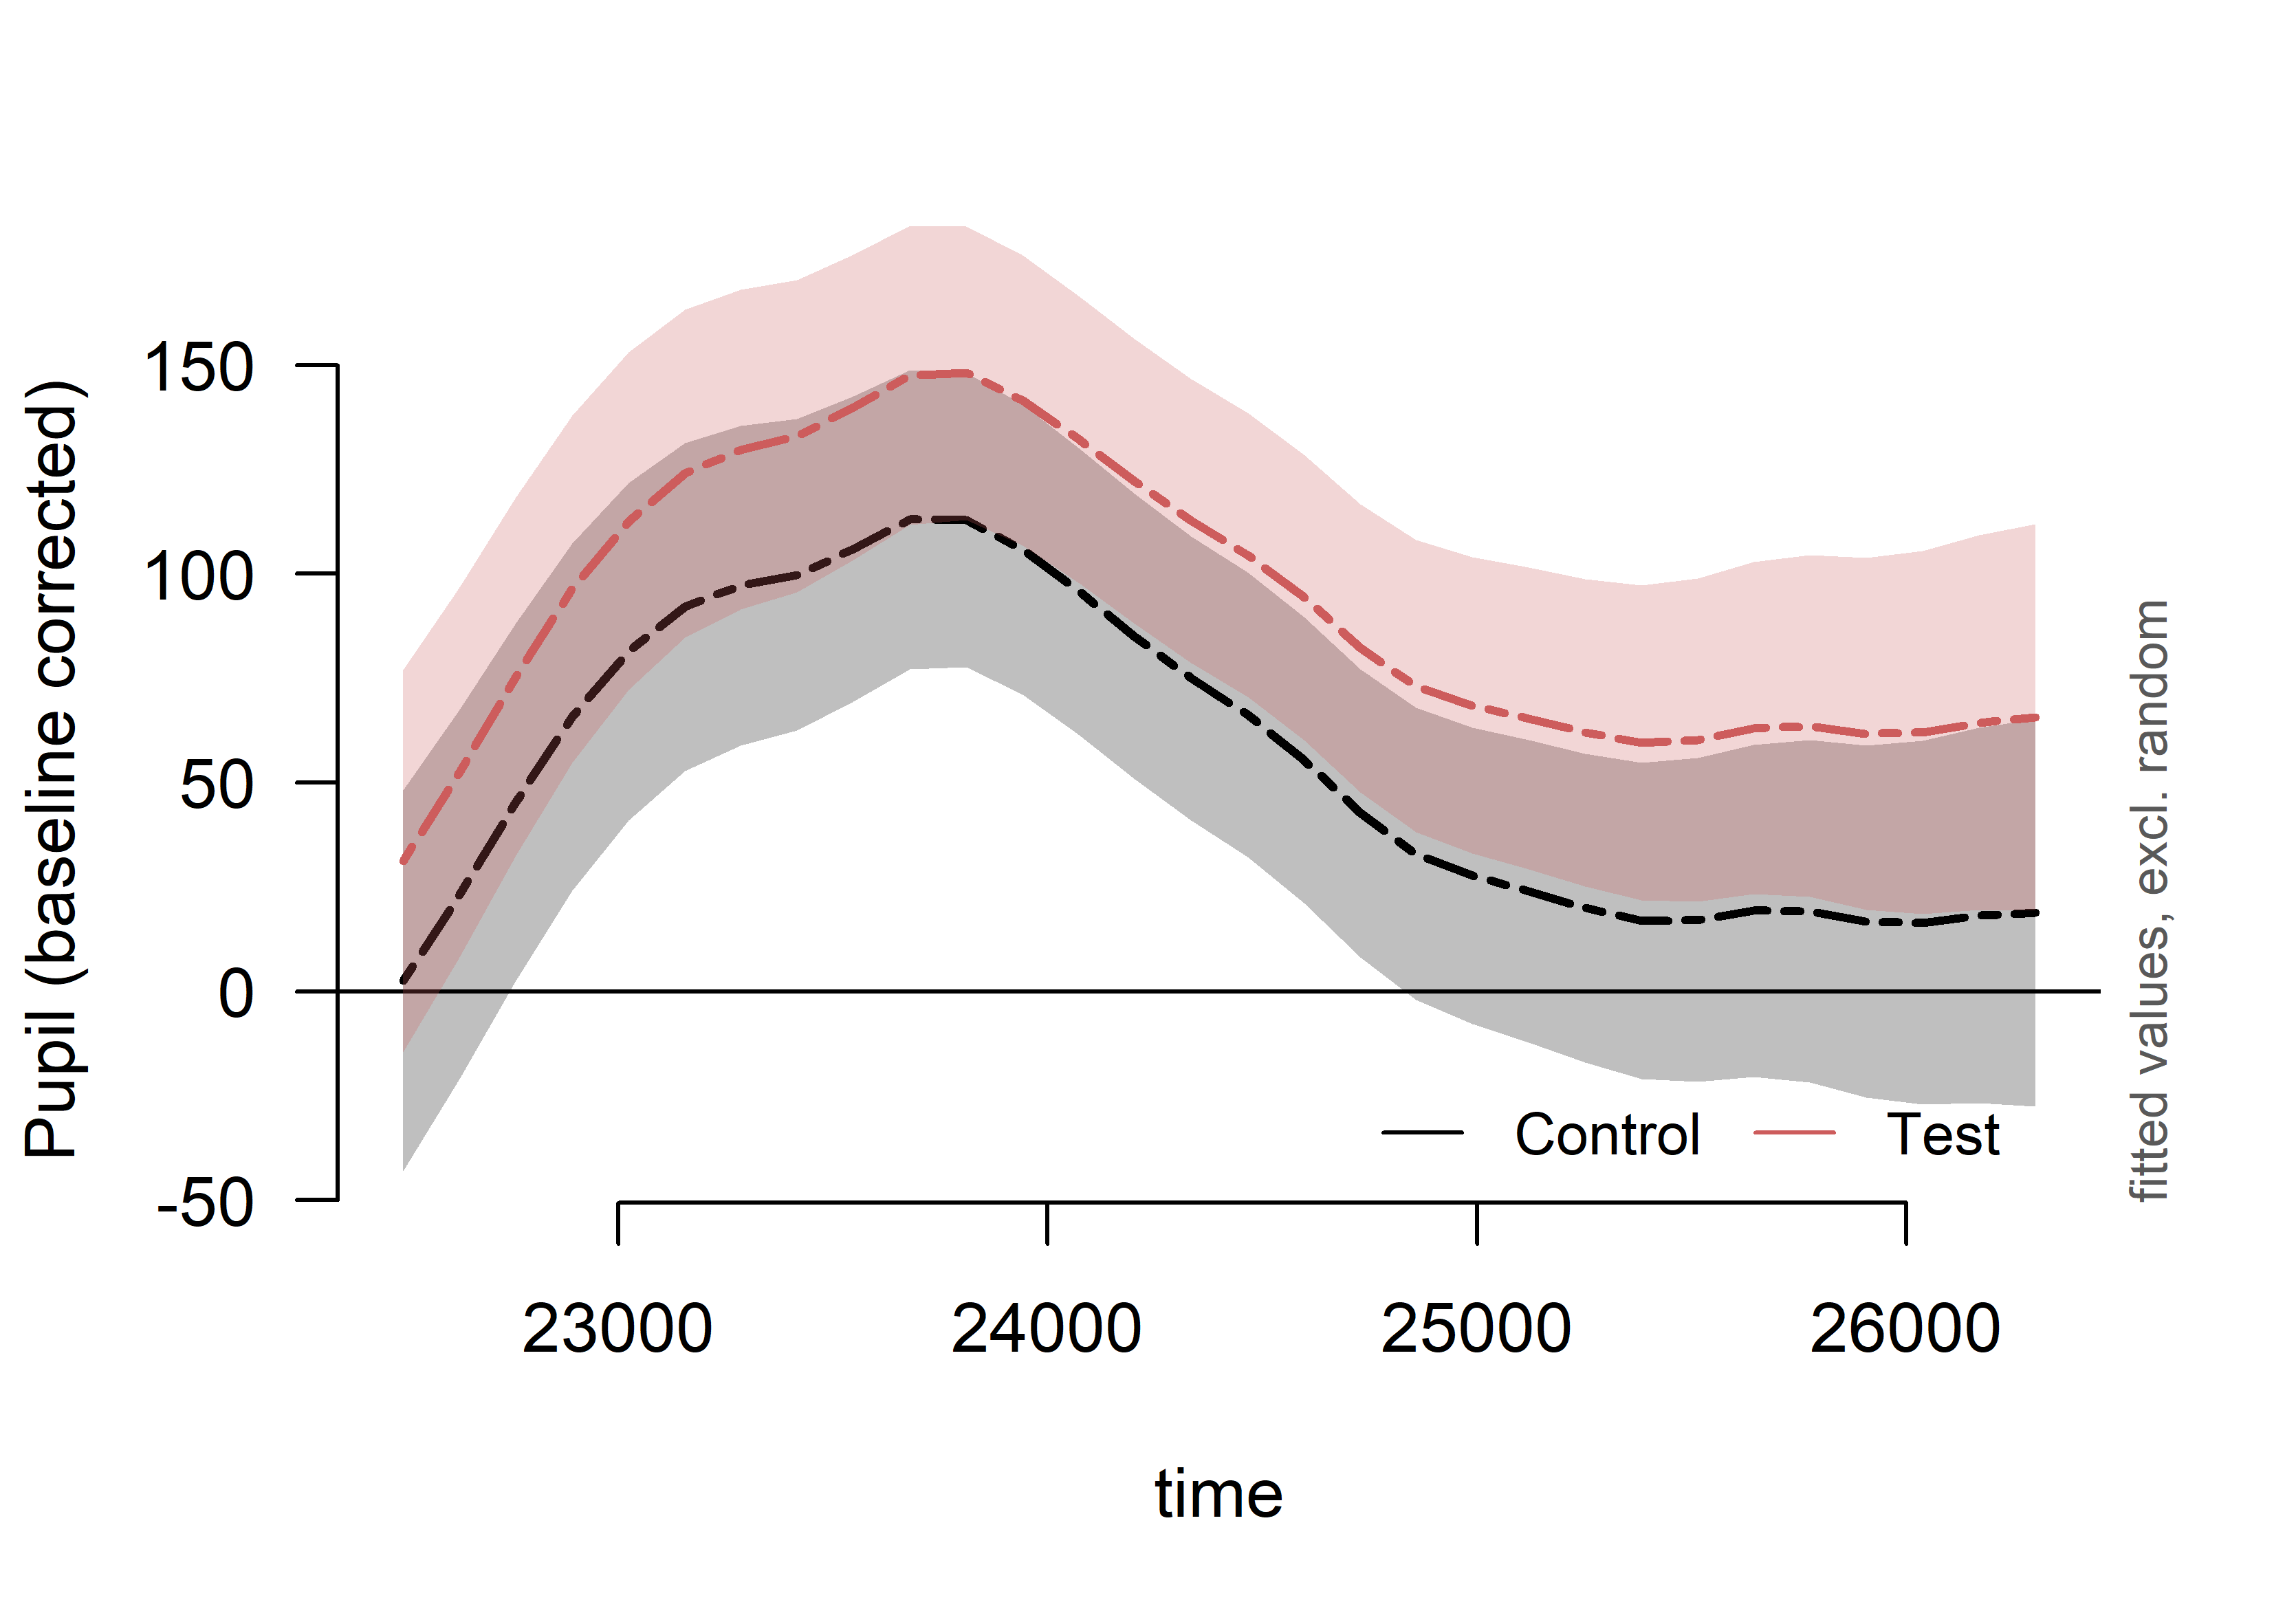 Pupil (baseline corrected)
150
100
50
0
-50
Control
Test
23000
24000
25000
26000
time
fitted values, excl. random